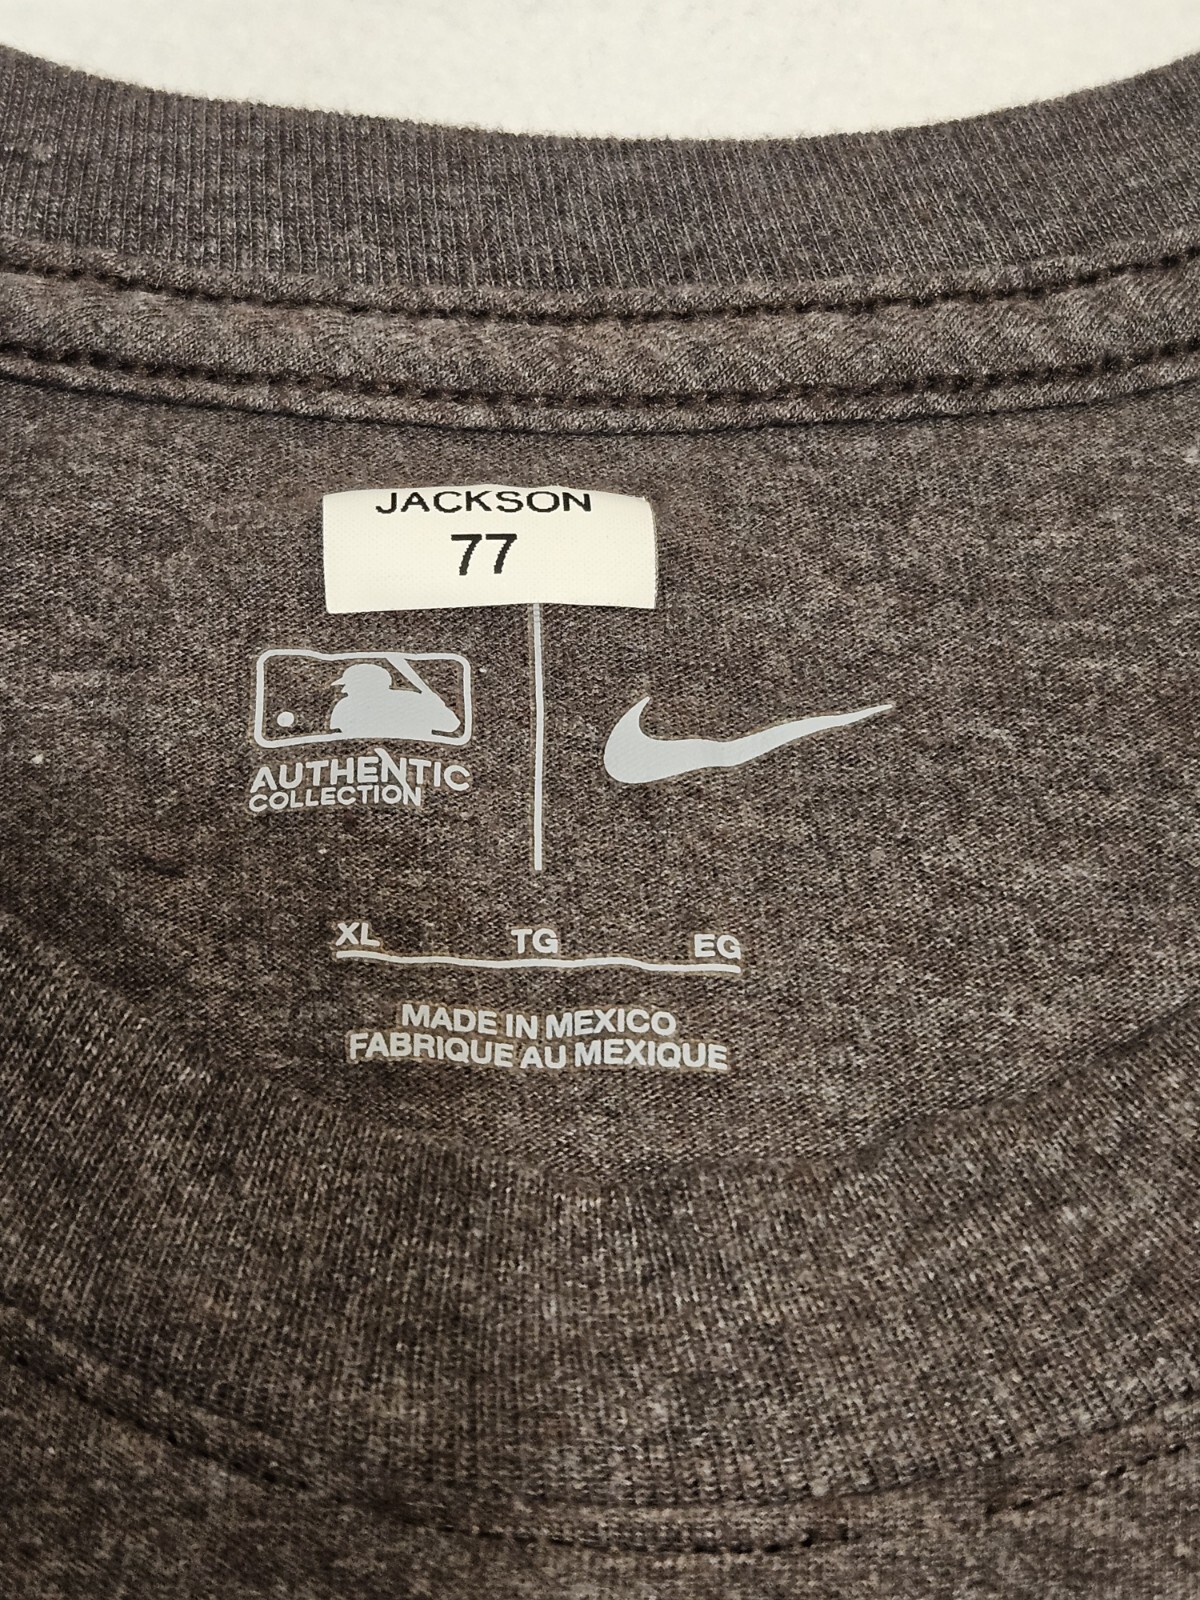 JACKSON
77
AUTHENTIC
COLLECTION
XL TG EG
MADE IN MEXICO
FABRIQUE AU MEXIQUE